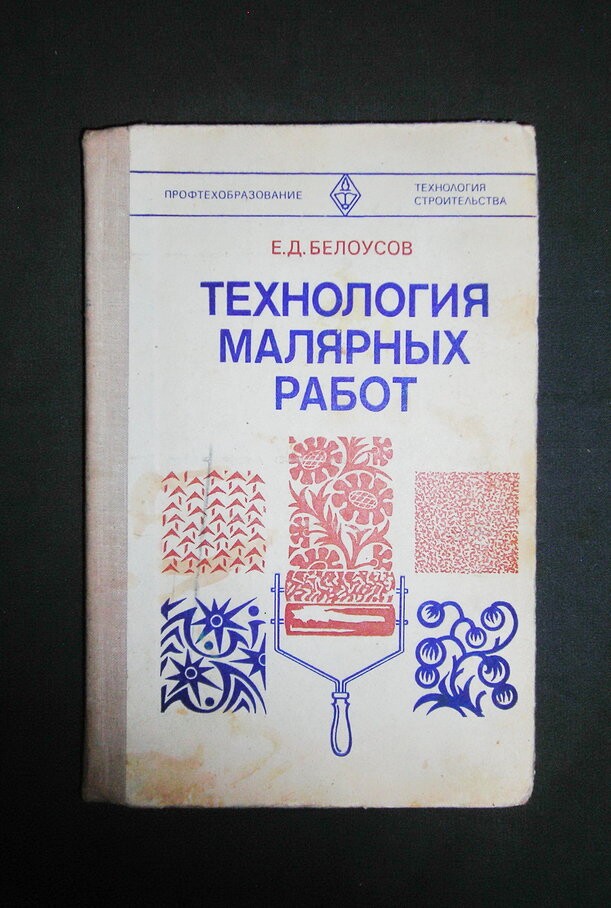 ПРОФТЕХОБРАЗОВАНИЕ
ТЕХНОЛОГИЯ
СТРОИТЕЛЬСТВА
Е.Д.БЕЛОУСОВ
ТЕХНОЛОГИЯ
МАЛЯРНЫХ
РАБОТ